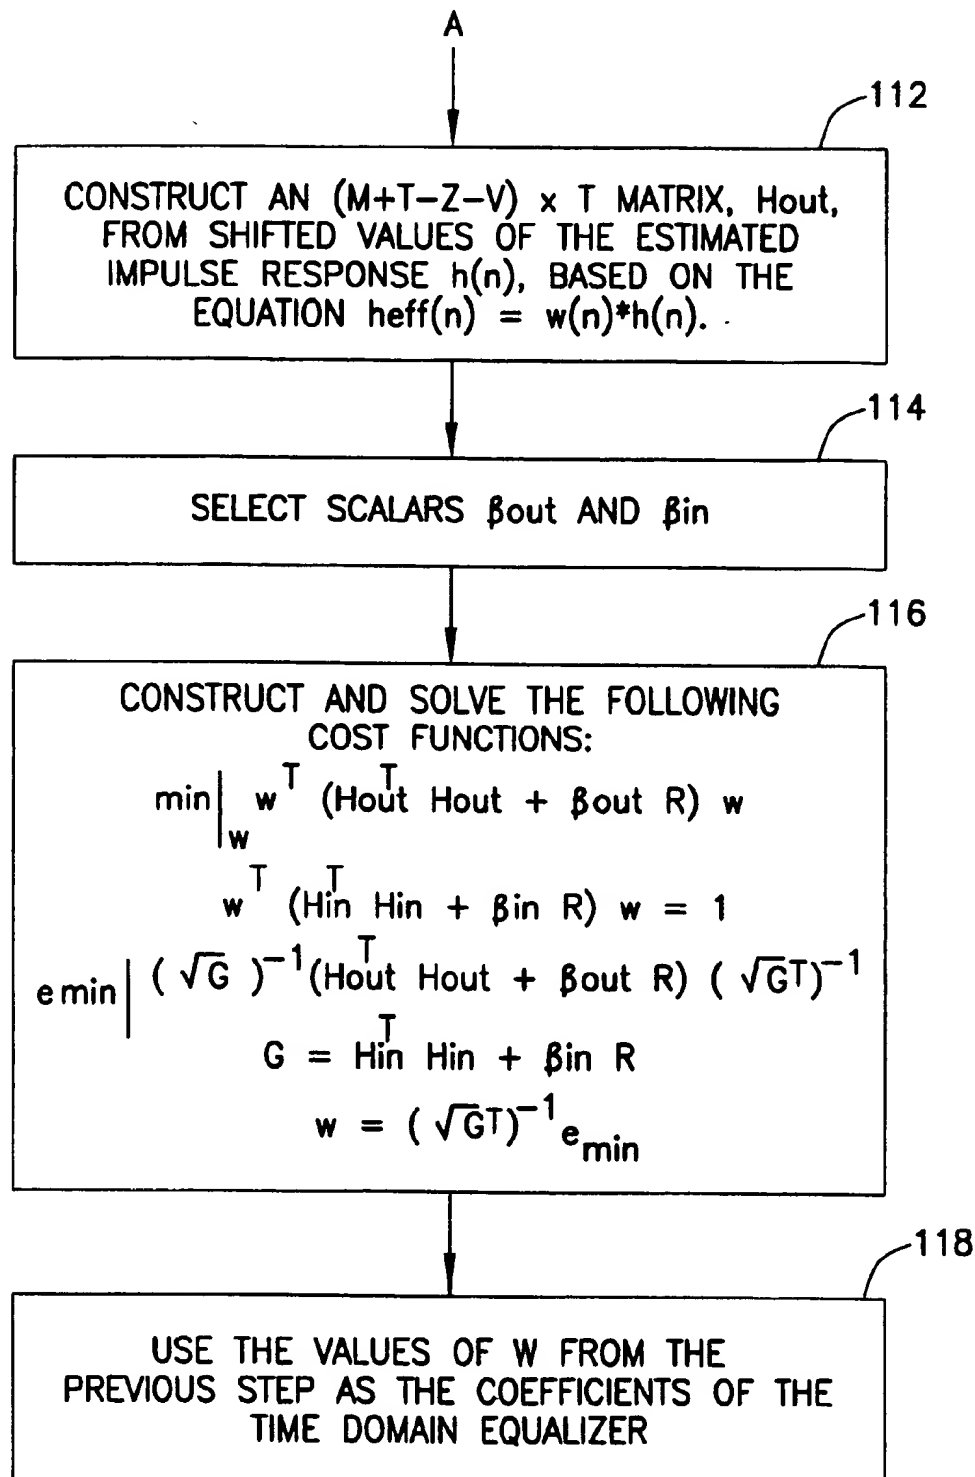 A
112
CONSTRUCT AN (M+T−Z−V) × T MATRIX, Hout,
FROM SHIFTED VALUES OF THE ESTIMATED
IMPULSE RESPONSE h(n), BASED ON THE
EQUATION heff(n) = w(n)*h(n).
114
SELECT SCALARS βout AND βin
116
CONSTRUCT AND SOLVE THE FOLLOWING
COST FUNCTIONS:
min|w w^T (Hout^T Hout + βout R) w
w^T (Hin^T Hin + βin R) w = 1
e min| (√G)^−1 (Hout^T Hout + βout R) (√G^T)^−1
G = Hin^T Hin + βin R
w = (√G^T)^−1 e_min
118
USE THE VALUES OF W FROM THE
PREVIOUS STEP AS THE COEFFICIENTS OF THE
TIME DOMAIN EQUALIZER